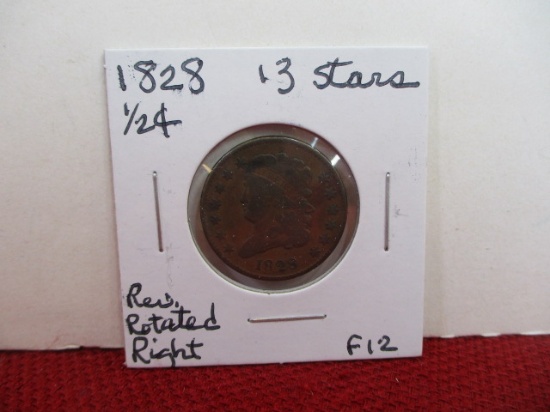 1828 13 Stars
1/2¢
1828
Rev.
Rotated
Right F12